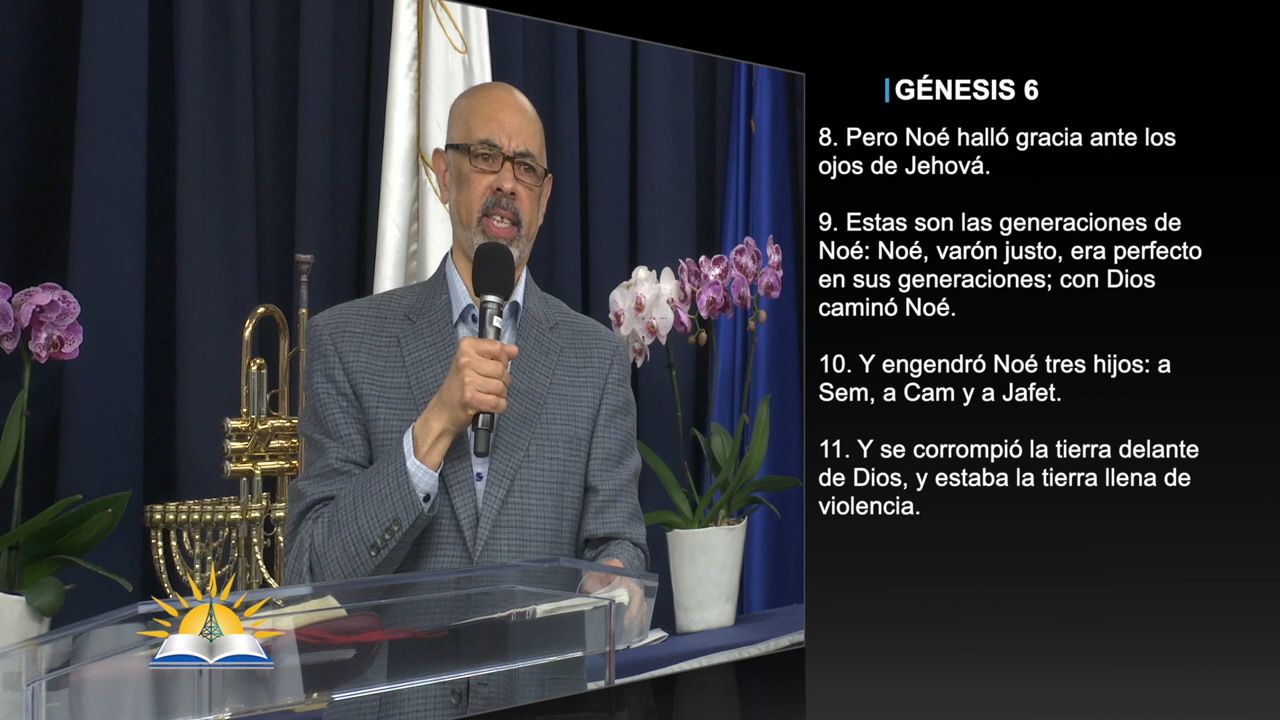 GÉNESIS 6
8. Pero Noé halló gracia ante los
ojos de Jehová.
9. Estas son las generaciones de
Noé: Noé, varón justo, era perfecto
en sus generaciones; con Dios
caminó Noé.
10. Y engendró Noé tres hijos: a
Sem, a Cam y a Jafet.
11. Y se corrompió la tierra delante
de Dios, y estaba la tierra llena de
violencia.